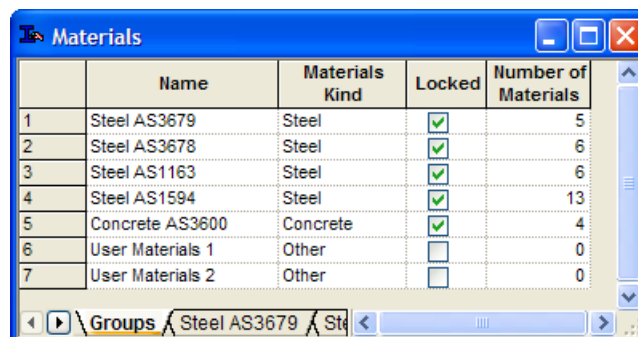 Materials
Name Materials Kind Locked Number of Materials
1 Steel AS3679 Steel 5
2 Steel AS3678 Steel 6
3 Steel AS1163 Steel 6
4 Steel AS1594 Steel 13
5 Concrete AS3600 Concrete 4
6 User Materials 1 Other 0
7 User Materials 2 Other 0
Groups Steel AS3679 Ste